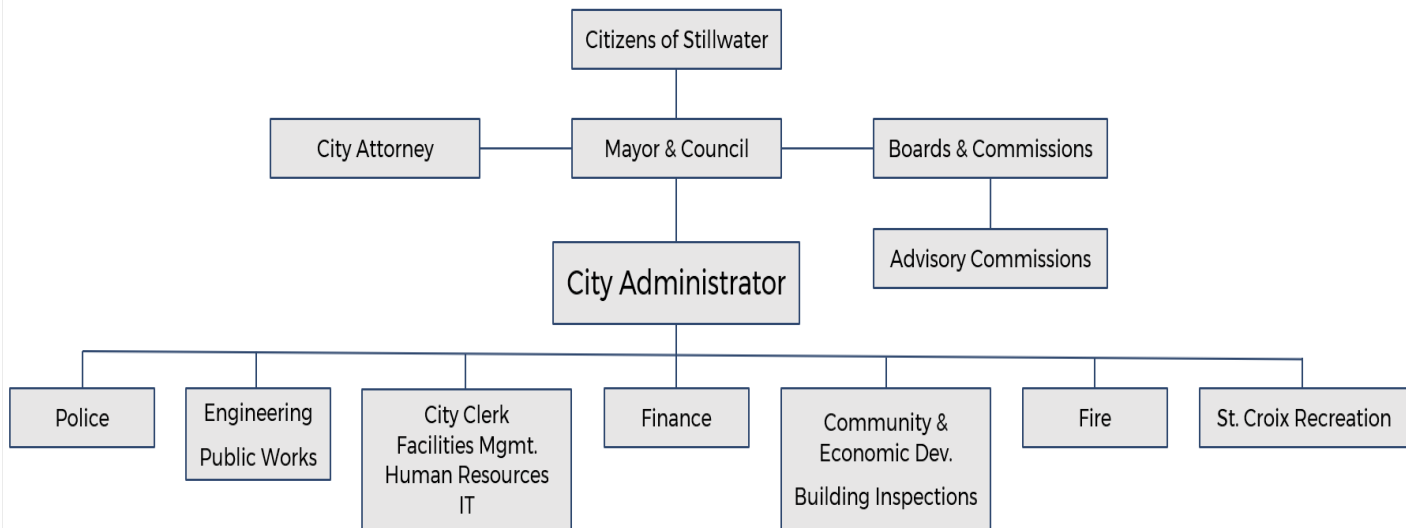 Citizens of Stillwater
City Attorney
Mayor & Council
Boards & Commissions
Advisory Commissions
City Administrator
Police
Engineering
Public Works
City Clerk
Facilities Mgmt.
Human Resources
IT
Finance
Community &
Economic Dev.
Building Inspections
Fire
St. Croix Recreation